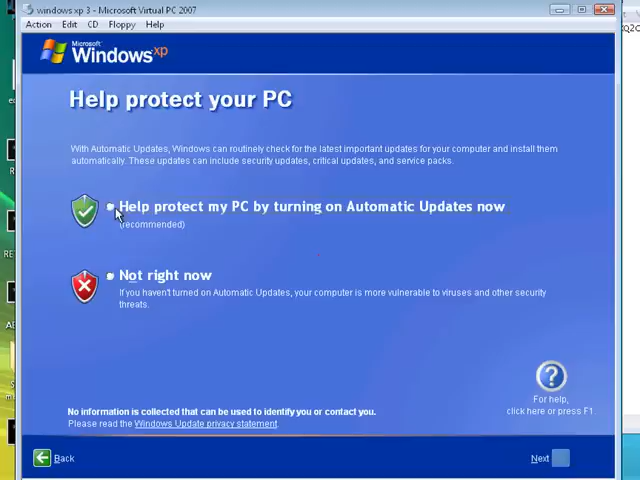 windows xp 3 - Microsoft Virtual PC 2007
Action Edit CD Floppy Help
Microsoft
Windows xp
Help protect your PC
With Automatic Updates, Windows can routinely check for the latest important updates for your computer and install them
automatically. These updates can include security updates, critical updates, and service packs.
Help protect my PC by turning on Automatic Updates now
(recommended)
Not right now
If you haven't turned on Automatic Updates, your computer is more vulnerable to viruses and other security
threats.
For help,
click here or press F1.
No information is collected that can be used to identify you or contact you.
Please read the Windows Update privacy statement.
Back
Next